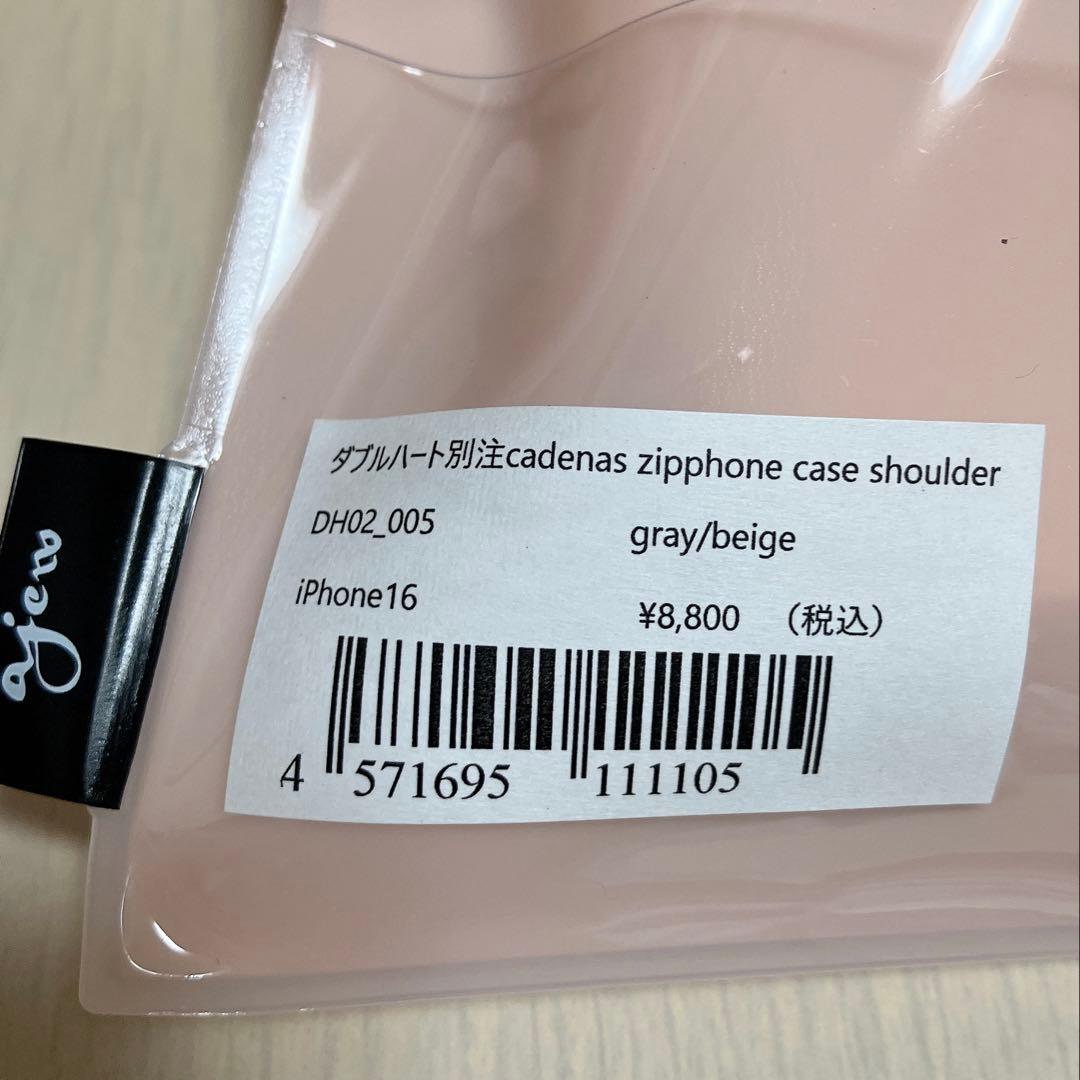 ダブルハート別注cadenas zipphone case shoulder
DH02_005 gray/beige
iPhone16 ¥8,800 （税込）
4 571695 111105
ajew